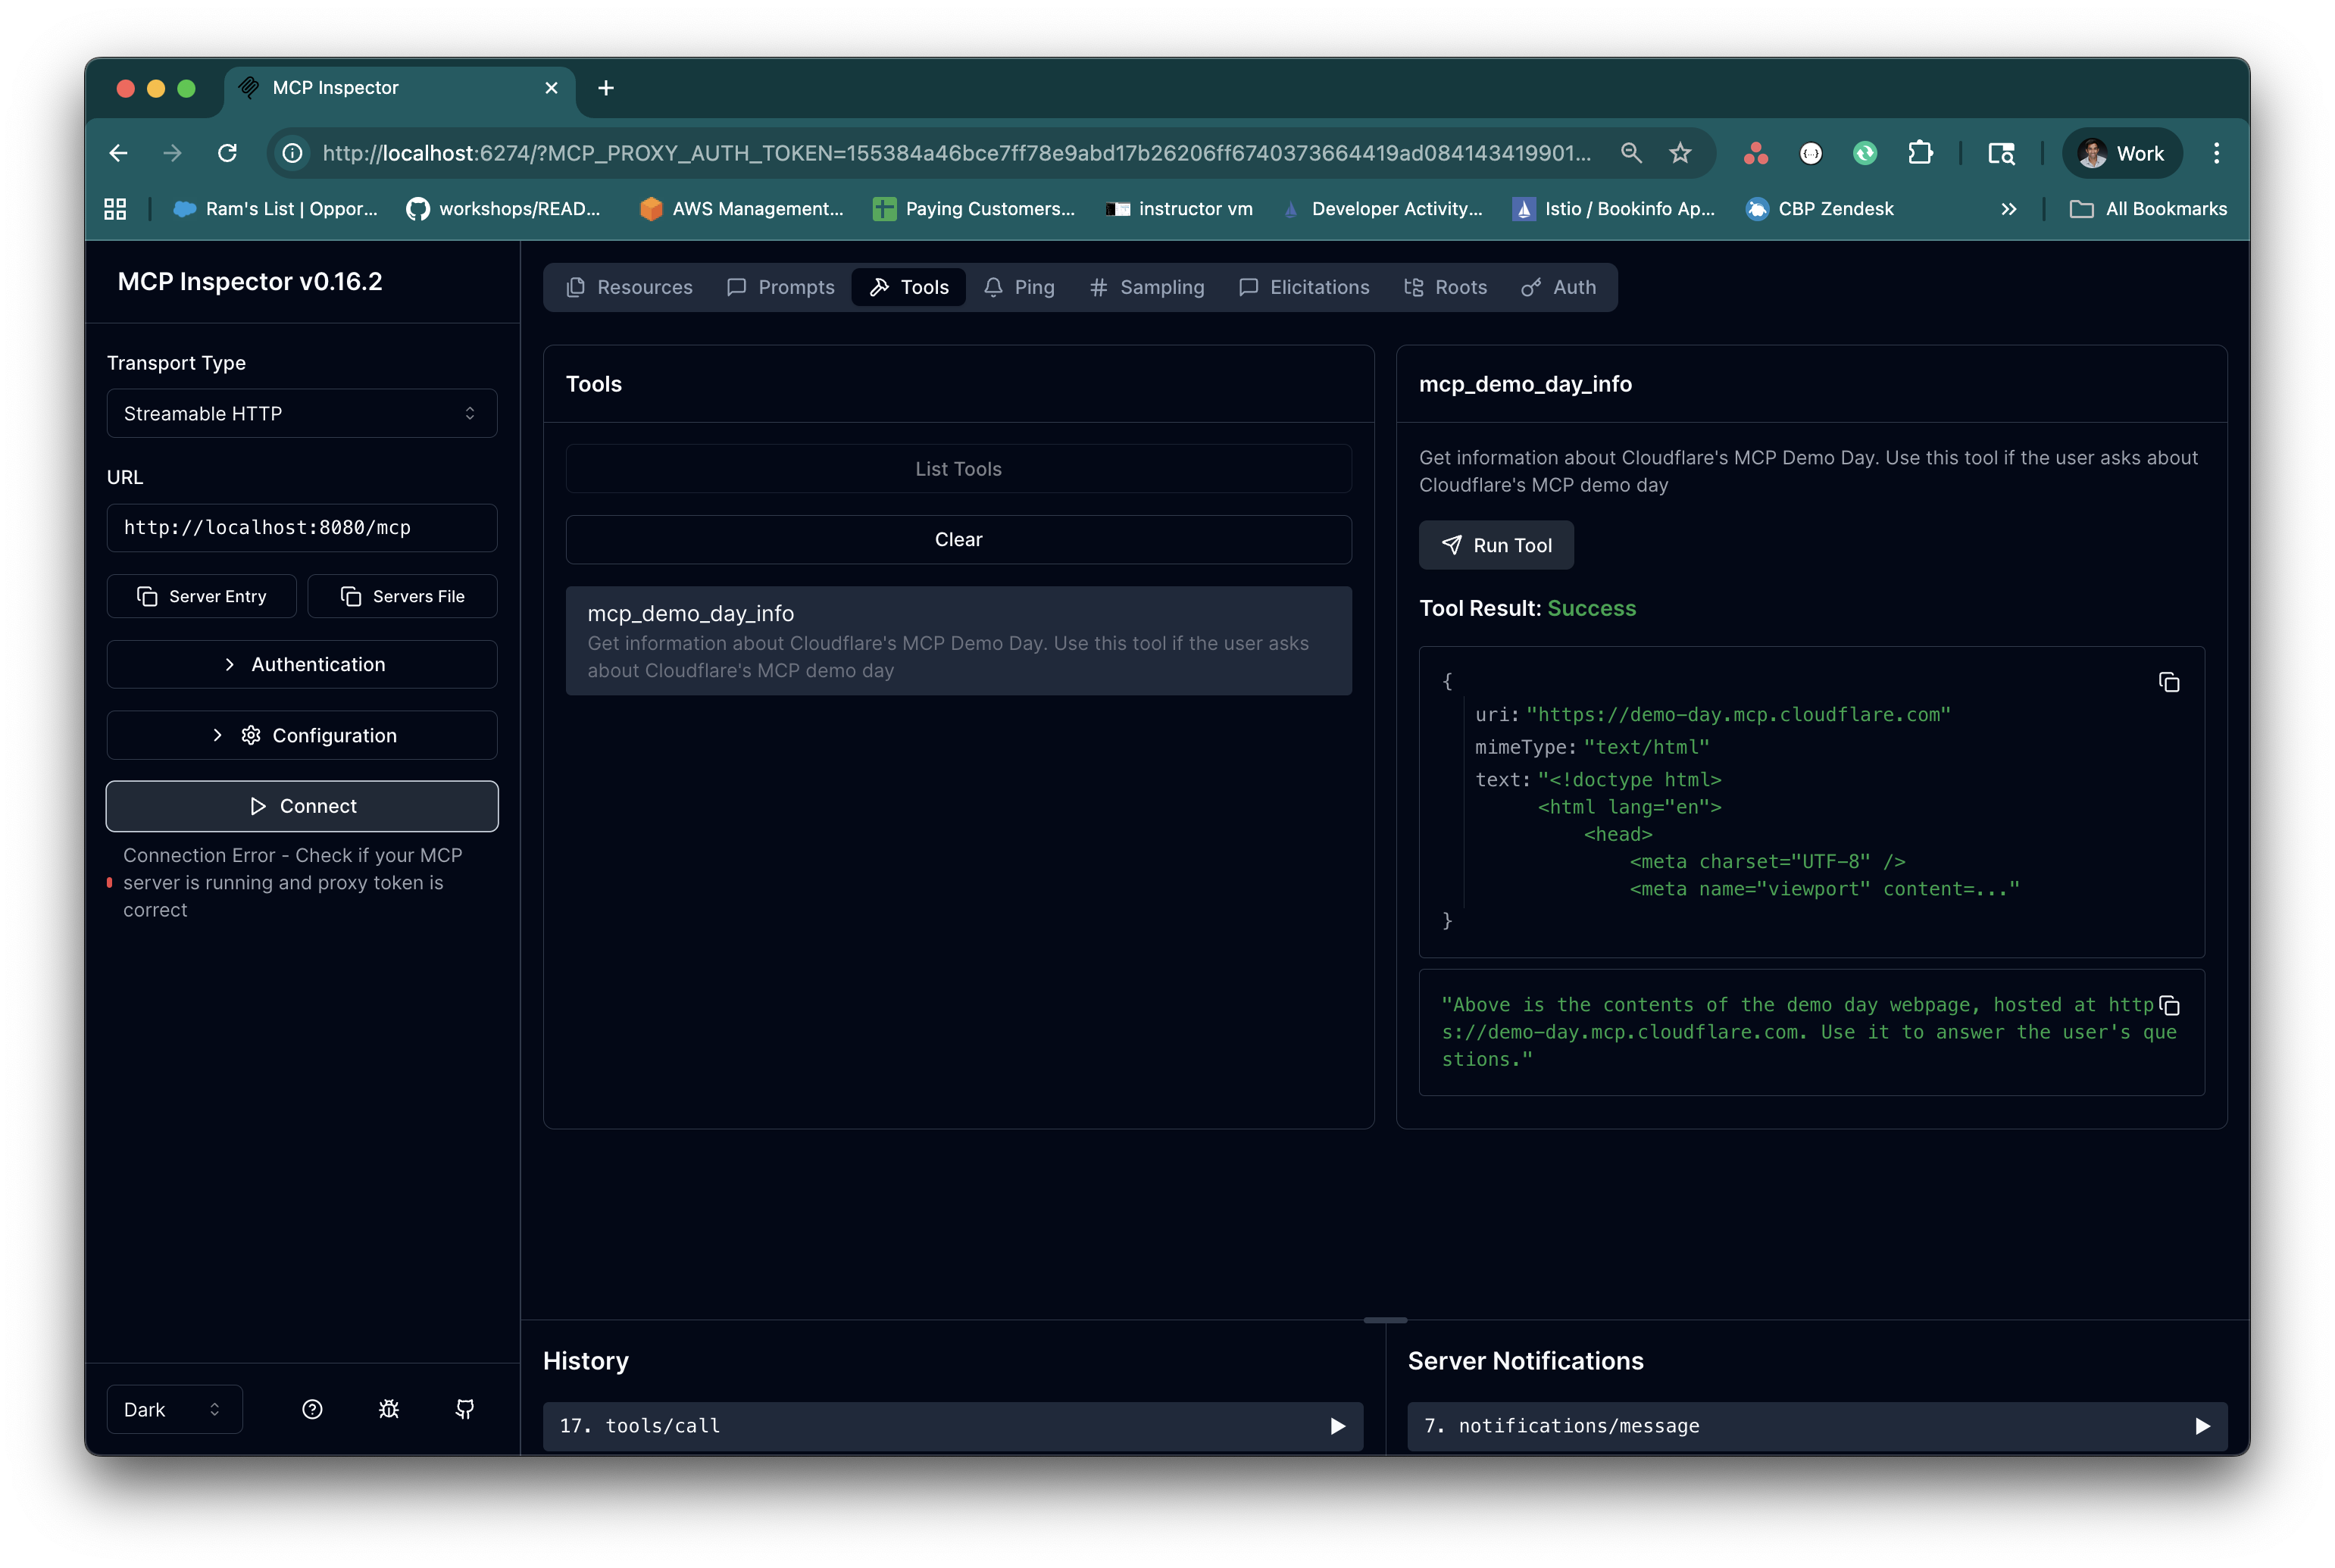 MCP Inspector
http://localhost:6274/?MCP_PROXY_AUTH_TOKEN=155384a46bce7ff78e9abd17b26206ff6740373664419ad084143419901...
Work
Ram's List | Oppor...
workshops/READ...
AWS Management...
Paying Customers...
instructor vm
Developer Activity...
Istio / Bookinfo Ap...
CBP Zendesk
All Bookmarks
MCP Inspector v0.16.2
Transport Type
Streamable HTTP
URL
http://localhost:8080/mcp
Server Entry
Servers File
Authentication
Configuration
Connect
Connection Error - Check if your MCP
server is running and proxy token is
correct
Dark
Resources
Prompts
Tools
Ping
Sampling
Elicitations
Roots
Auth
Tools
List Tools
Clear
mcp_demo_day_info
Get information about Cloudflare's MCP Demo Day. Use this tool if the user asks
about Cloudflare's MCP demo day
mcp_demo_day_info
Get information about Cloudflare's MCP Demo Day. Use this tool if the user asks about
Cloudflare's MCP demo day
Run Tool
Tool Result: Success
{
uri: "https://demo-day.mcp.cloudflare.com"
mimeType: "text/html"
text: "<!doctype html>
<html lang="en">
<head>
<meta charset="UTF-8" />
<meta name="viewport" content=..."
}
"Above is the contents of the demo day webpage, hosted at http
s://demo-day.mcp.cloudflare.com. Use it to answer the user's que
stions."
History
17. tools/call
Server Notifications
7. notifications/message